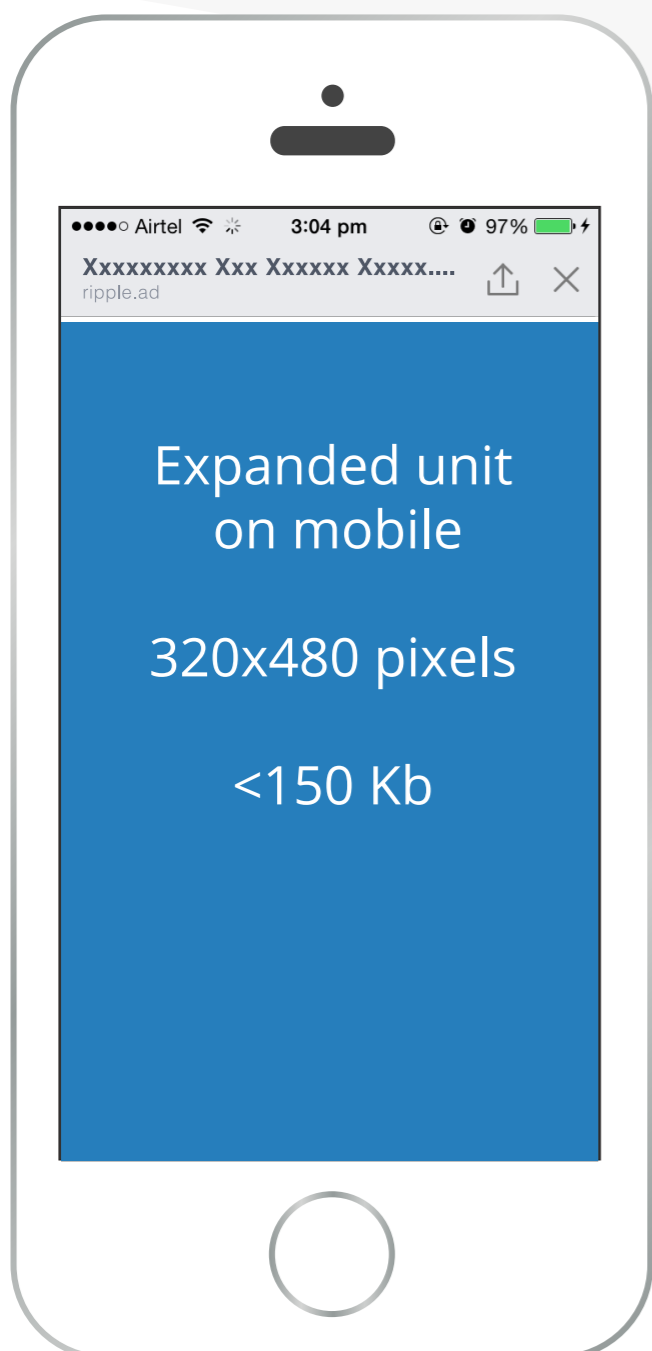 Airtel 3:04 pm 97%
Xxxxxxxxx Xxx Xxxxxx Xxxxx....
ripple.ad
Expanded unit
on mobile
320x480 pixels
<150 Kb